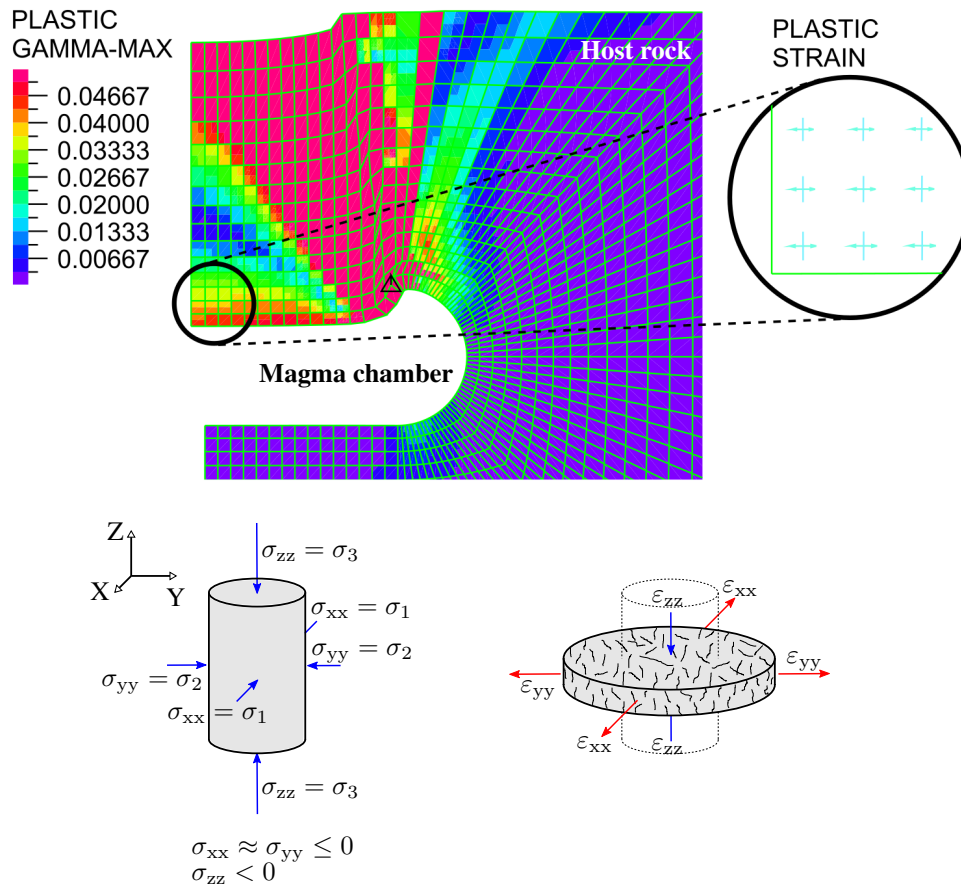 PLASTIC
GAMMA-MAX
0.04667
0.04000
0.03333
0.02667
0.02000
0.01333
0.00667
Host rock
Magma chamber
PLASTIC
STRAIN
Z
X
Y
σzz = σ3
σxx = σ1
σyy = σ2
σyy = σ2
σxx = σ1
σzz = σ3
σxx ≈ σyy ≤ 0
σzz < 0
εzz
εxx
εyy
εyy
εxx
εzz